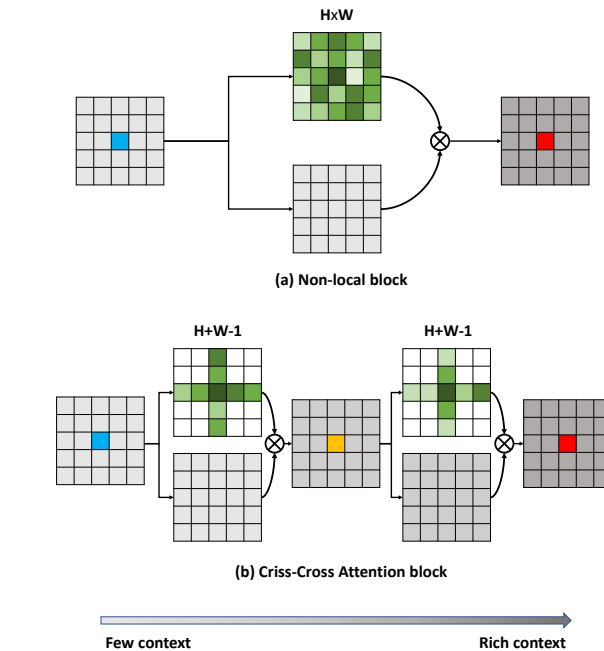 HxW
(a) Non-local block
H+W-1 H+W-1
(b) Criss-Cross Attention block
Few context Rich context